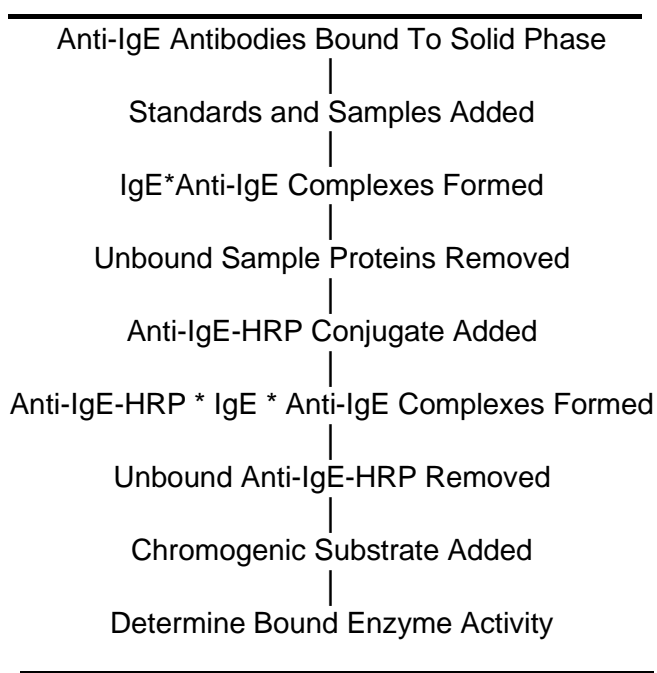 Anti-IgE Antibodies Bound To Solid Phase
Standards and Samples Added
IgE*Anti-IgE Complexes Formed
Unbound Sample Proteins Removed
Anti-IgE-HRP Conjugate Added
Anti-IgE-HRP * IgE * Anti-IgE Complexes Formed
Unbound Anti-IgE-HRP Removed
Chromogenic Substrate Added
Determine Bound Enzyme Activity